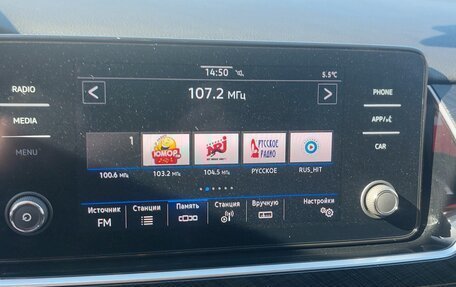 14:50
5.5°C
RADIO
107.2 МГц
PHONE
MEDIA
APP/
MENU
1
ЮМОР
NRJ
РУССКОЕ РАДИО
CAR
100.6 МГц
103.2 МГц
104.5 МГц
РУССКОЕ
RUS_HIT
Источник
Станции
Память
Станция
Вручную
Настройки
FM